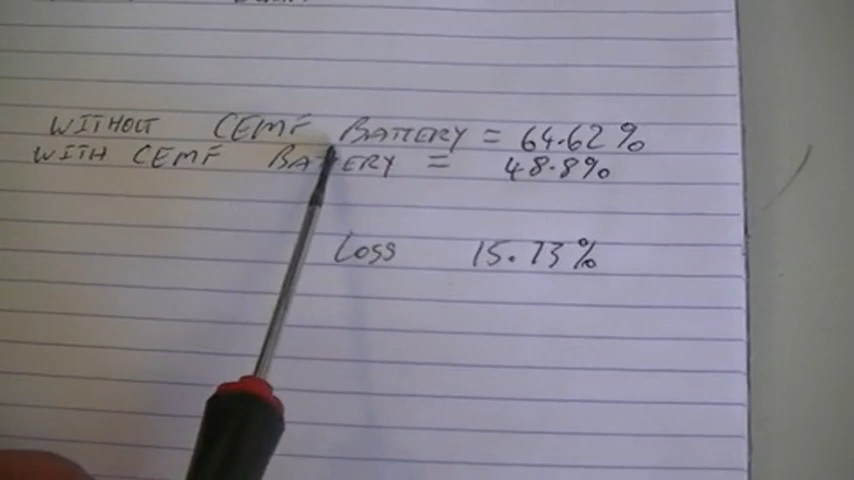 WITHOUT CEMF BATTERY = 64.62%
WITH CEMF BATTERY = 48.8%
Loss 15.73%